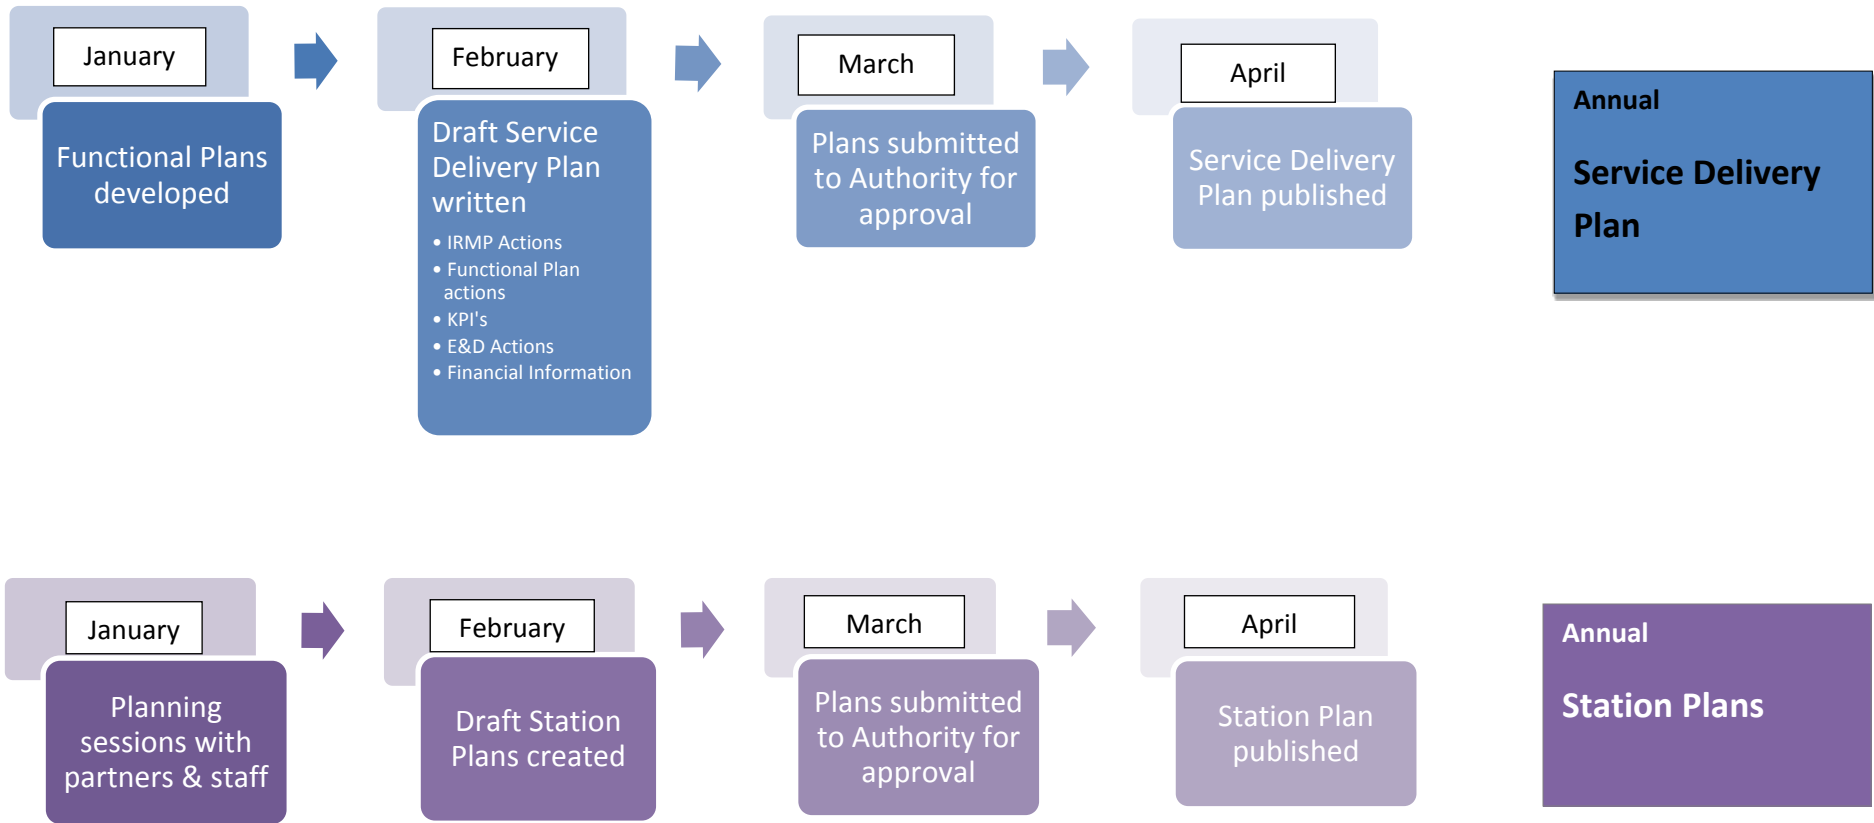 January
Functional Plans
developed
February
Draft Service
Delivery Plan
written
• IRMP Actions
• Functional Plan
actions
• KPI's
• E&D Actions
• Financial Information
March
Plans submitted
to Authority for
approval
April
Service Delivery
Plan published
Annual
Service Delivery
Plan
January
Planning
sessions with
partners & staff
February
Draft Station
Plans created
March
Plans submitted
to Authority for
approval
April
Station Plan
published
Annual
Station Plans